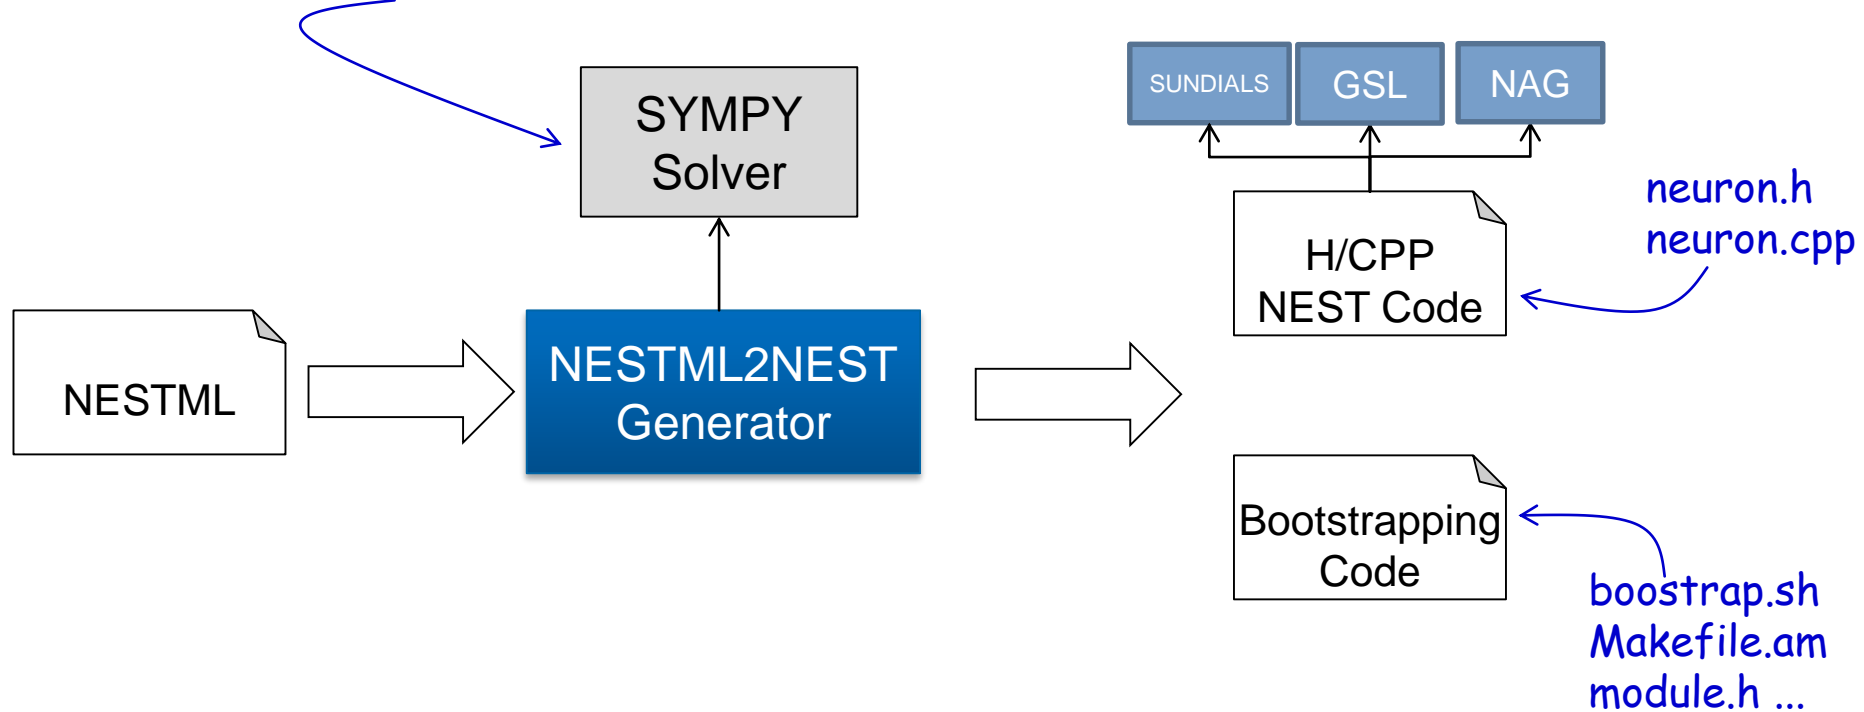 SUNDIALS
GSL
NAG
SYMPY
Solver
neuron.h
neuron.cpp
H/CPP
NEST Code
NESTML
NESTML2NEST
Generator
Bootstrapping
Code
boostrap.sh
Makefile.am
module.h ...